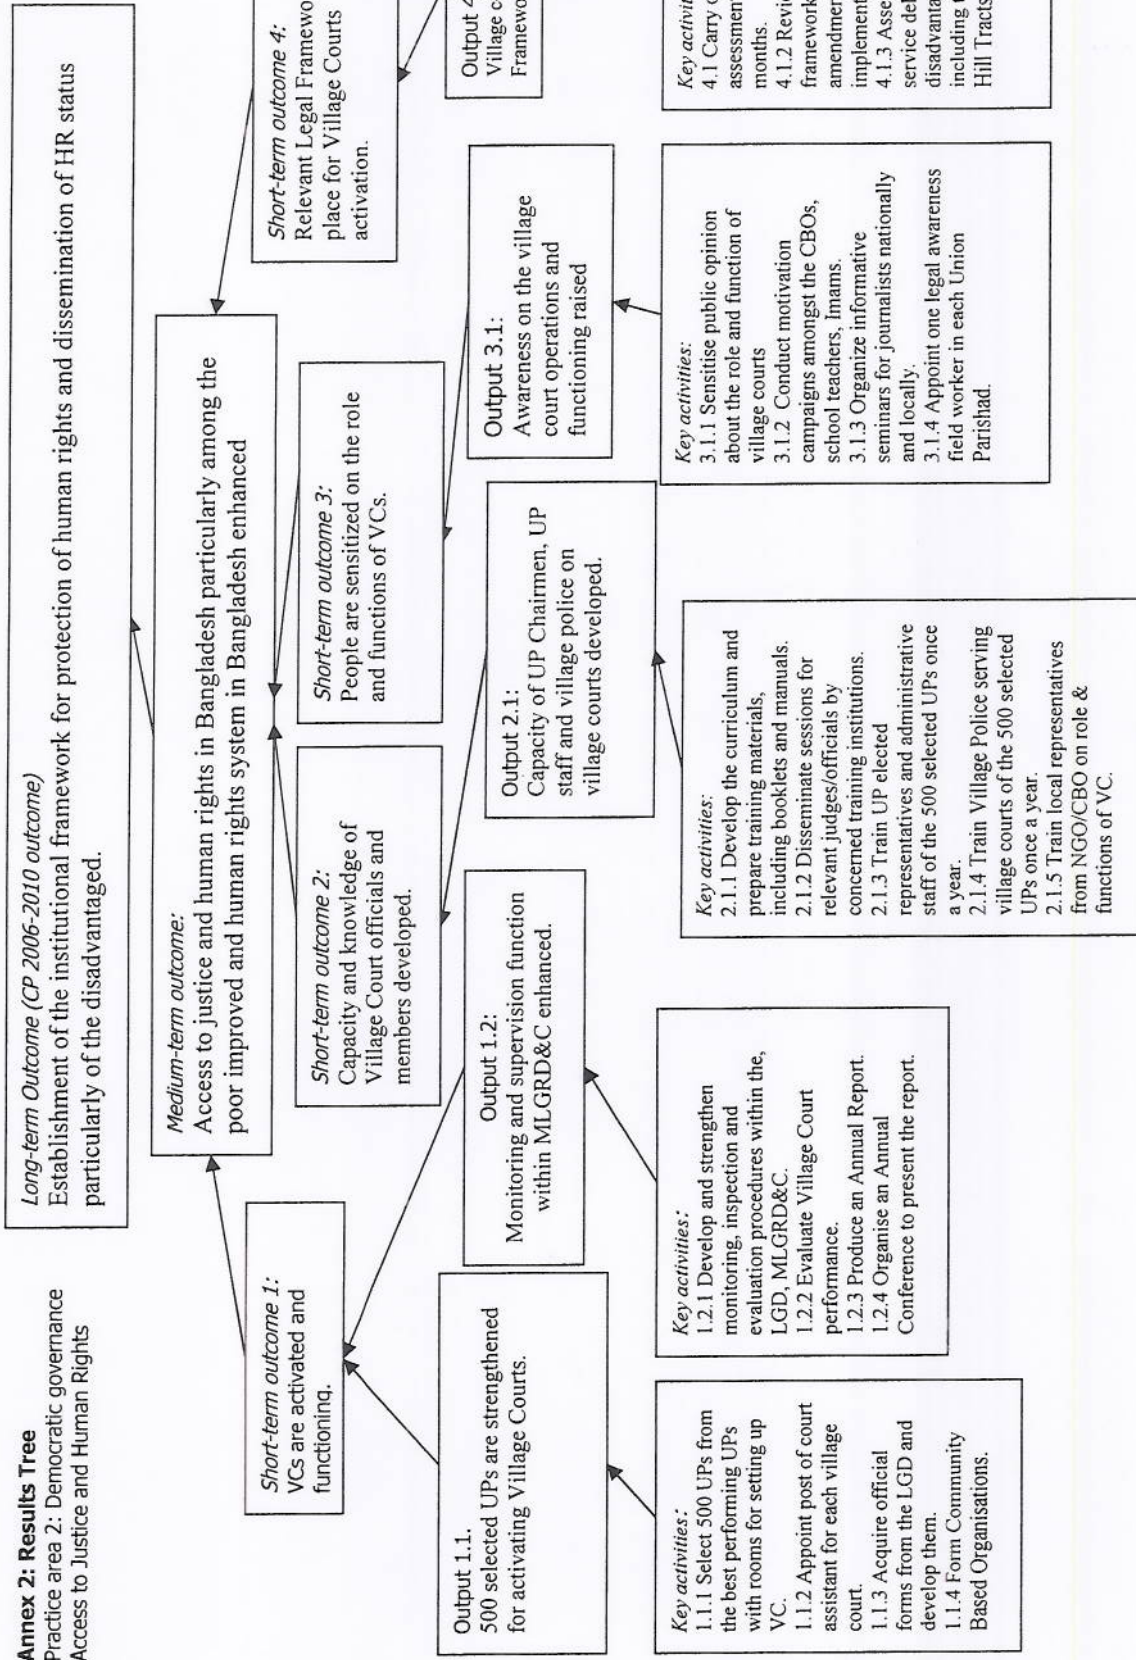 Annex 2: Results Tree
Practice area 2: Democratic governance
Access to Justice and Human Rights
Long-term Outcome (CP 2006-2010 outcome)
Establishment of the institutional framework for protection of human rights and dissemination of HR status
particularly of the disadvantaged.
Medium-term outcome:
Access to justice and human rights in Bangladesh particularly among the
poor improved and human rights system in Bangladesh enhanced
Short-term outcome 1:
VCs are activated and
functioning.
Short-term outcome 2:
Capacity and knowledge of
Village Court officials and
members developed.
Short-term outcome 3:
People are sensitized on the role
and functions of VCs.
Short-term outcome 4:
Relevant Legal Framewo
place for Village Courts
activation.
Output 1.1.
500 selected UPs are strengthened
for activating Village Courts.
Output 1.2:
Monitoring and supervision function
within MLGRD&C enhanced.
Output 2.1:
Capacity of UP Chairmen, UP
staff and village police on
village courts developed.
Output 3.1:
Awareness on the village
court operations and
functioning raised
Output 4
Village c
Framewo
Key activities:
1.1.1 Select 500 UPs from
the best performing UPs
with rooms for setting up
VC.
1.1.2 Appoint post of court
assistant for each village
court.
1.1.3 Acquire official
forms from the LGD and
develop them.
1.1.4 Form Community
Based Organisations.
Key activities:
1.2.1 Develop and strengthen
monitoring, inspection and
evaluation procedures within the,
LGD, MLGRD&C.
1.2.2 Evaluate Village Court
performance.
1.2.3 Produce an Annual Report.
1.2.4 Organise an Annual
Conference to present the report.
Key activities:
2.1.1 Develop the curriculum and
prepare training materials,
including booklets and manuals.
2.1.2 Disseminate sessions for
relevant judges/officials by
concerned training institutions.
2.1.3 Train UP elected
representatives and administrative
staff of the 500 selected UPs once
a year.
2.1.4 Train Village Police serving
village courts of the 500 selected
UPs once a year.
2.1.5 Train local representatives
from NGO/CBO on role &
functions of VC.
Key activities:
3.1.1 Sensitise public opinion
about the role and function of
village courts
3.1.2 Conduct motivation
campaigns amongst the CBOs,
school teachers, Imams.
3.1.3 Organize informative
seminars for journalists nationally
and locally.
3.1.4 Appoint one legal awareness
field worker in each Union
Parishad.
Key activiti
4.1 Carry o
assessment
months.
4.1.2 Revi
framework
amendmen
implement
4.1.3 Asse
service del
disadvanta
including t
Hill Tracts